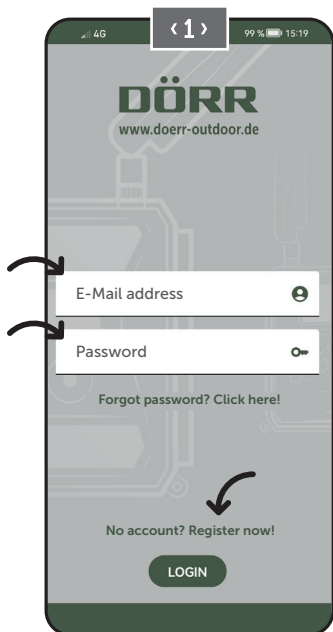 4G
‹ 1 ›
99 % 15:19
DÖRR
www.doerr-outdoor.de
E-Mail address
Password
Forgot password? Click here!
No account? Register now!
LOGIN